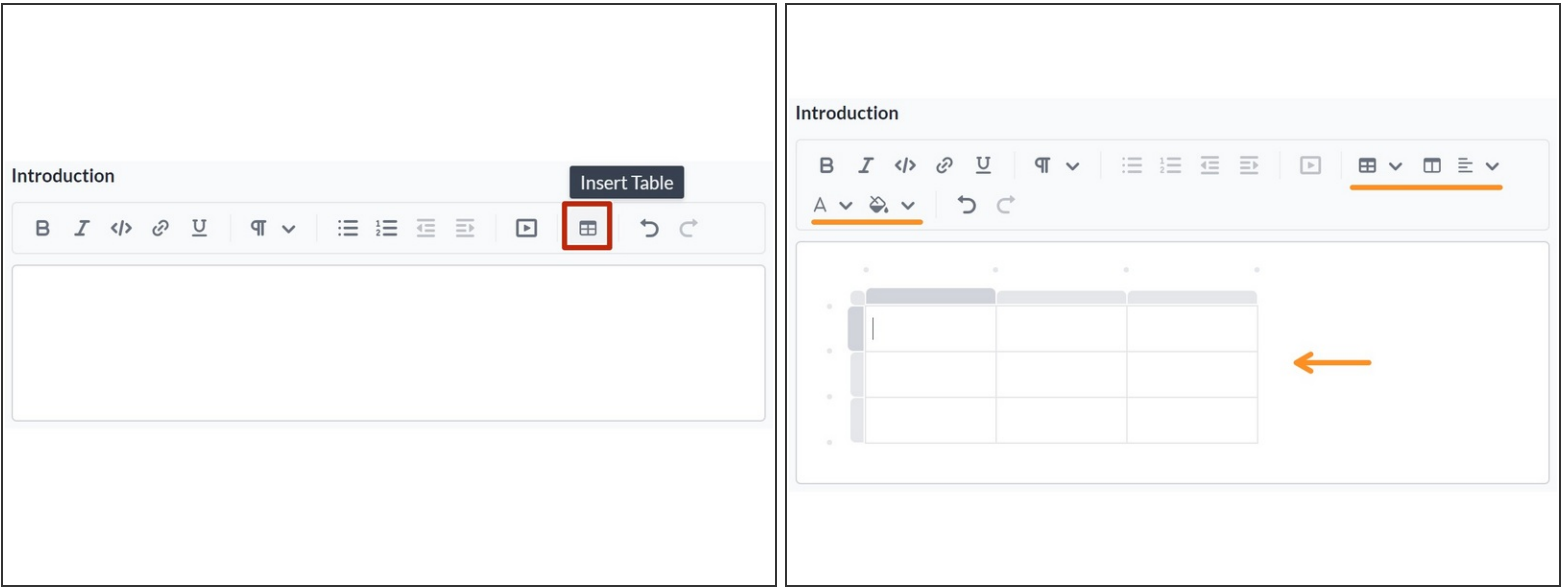 Introduction
Insert Table
B I </> U ¶
Introduction
B I </> U ¶
A